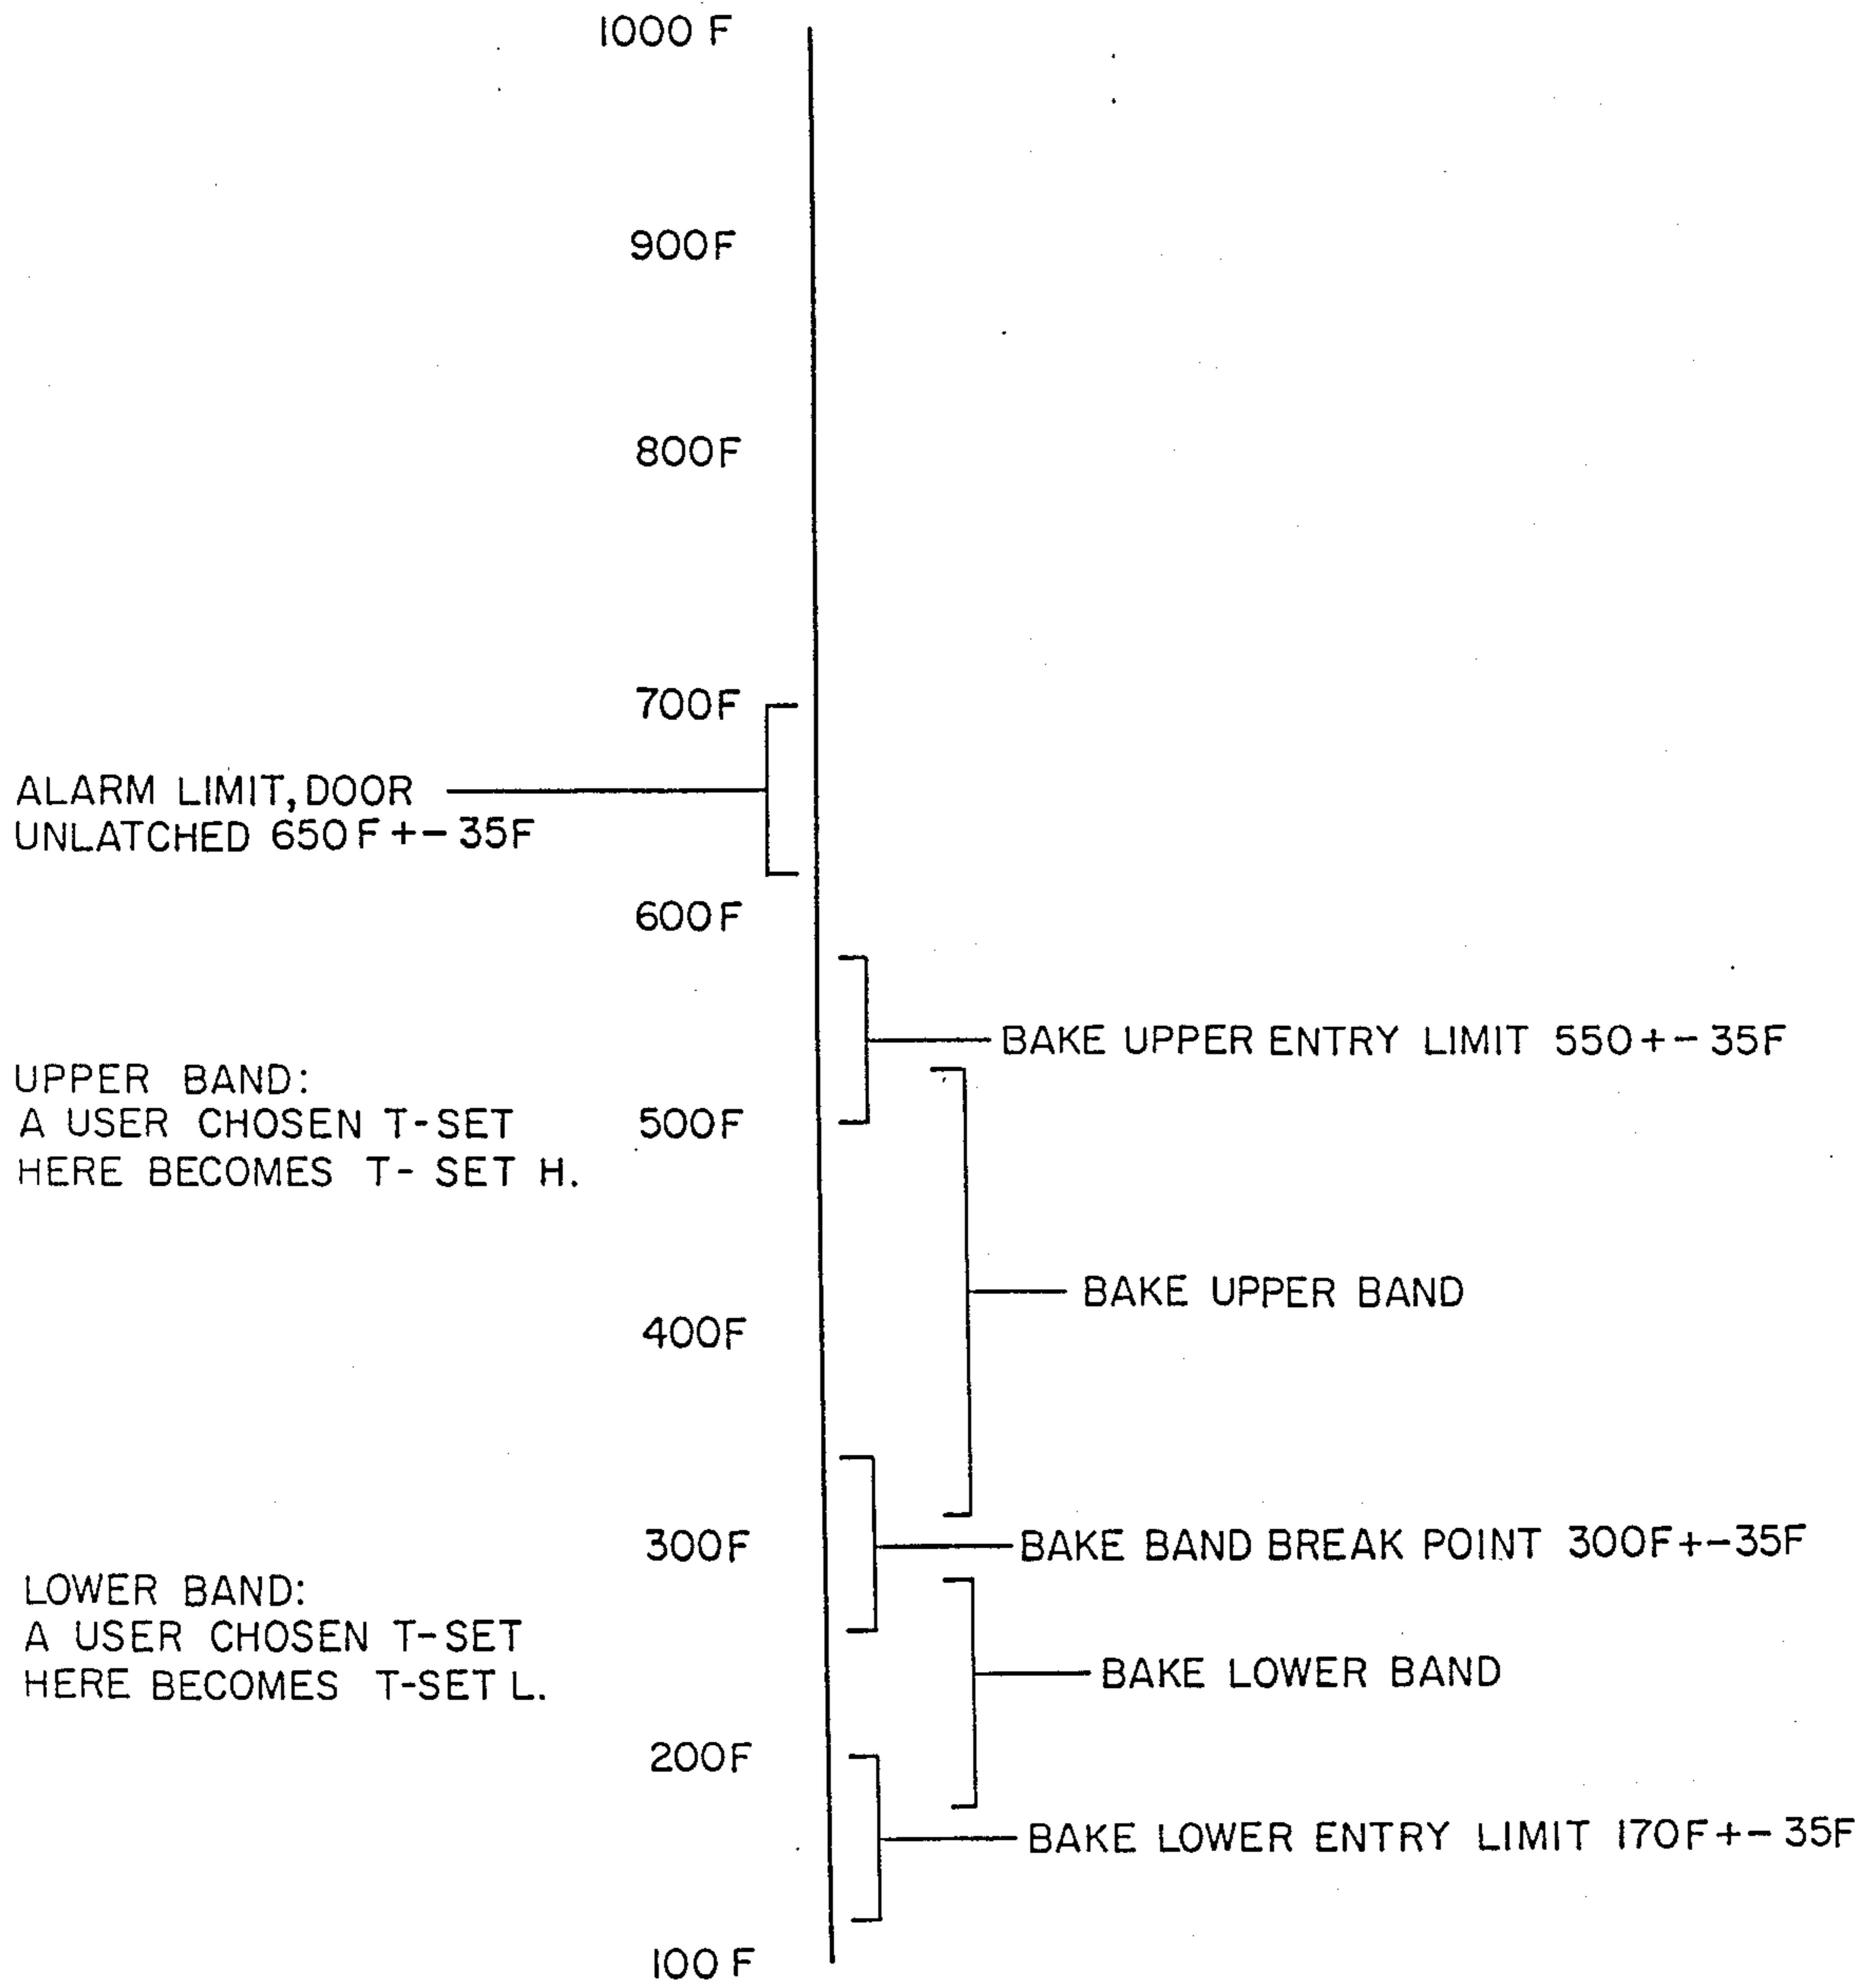 1000 F
900F
800F
700F
ALARM LIMIT, DOOR
UNLATCHED 650F +- 35F
600F
BAKE UPPER ENTRY LIMIT 550 +- 35F
UPPER BAND:
A USER CHOSEN T-SET
HERE BECOMES T- SET H.
500F
BAKE UPPER BAND
400F
300F
BAKE BAND BREAK POINT 300F+-35F
LOWER BAND:
A USER CHOSEN T-SET
HERE BECOMES T-SET L.
BAKE LOWER BAND
200F
BAKE LOWER ENTRY LIMIT 170F+- 35F
100 F